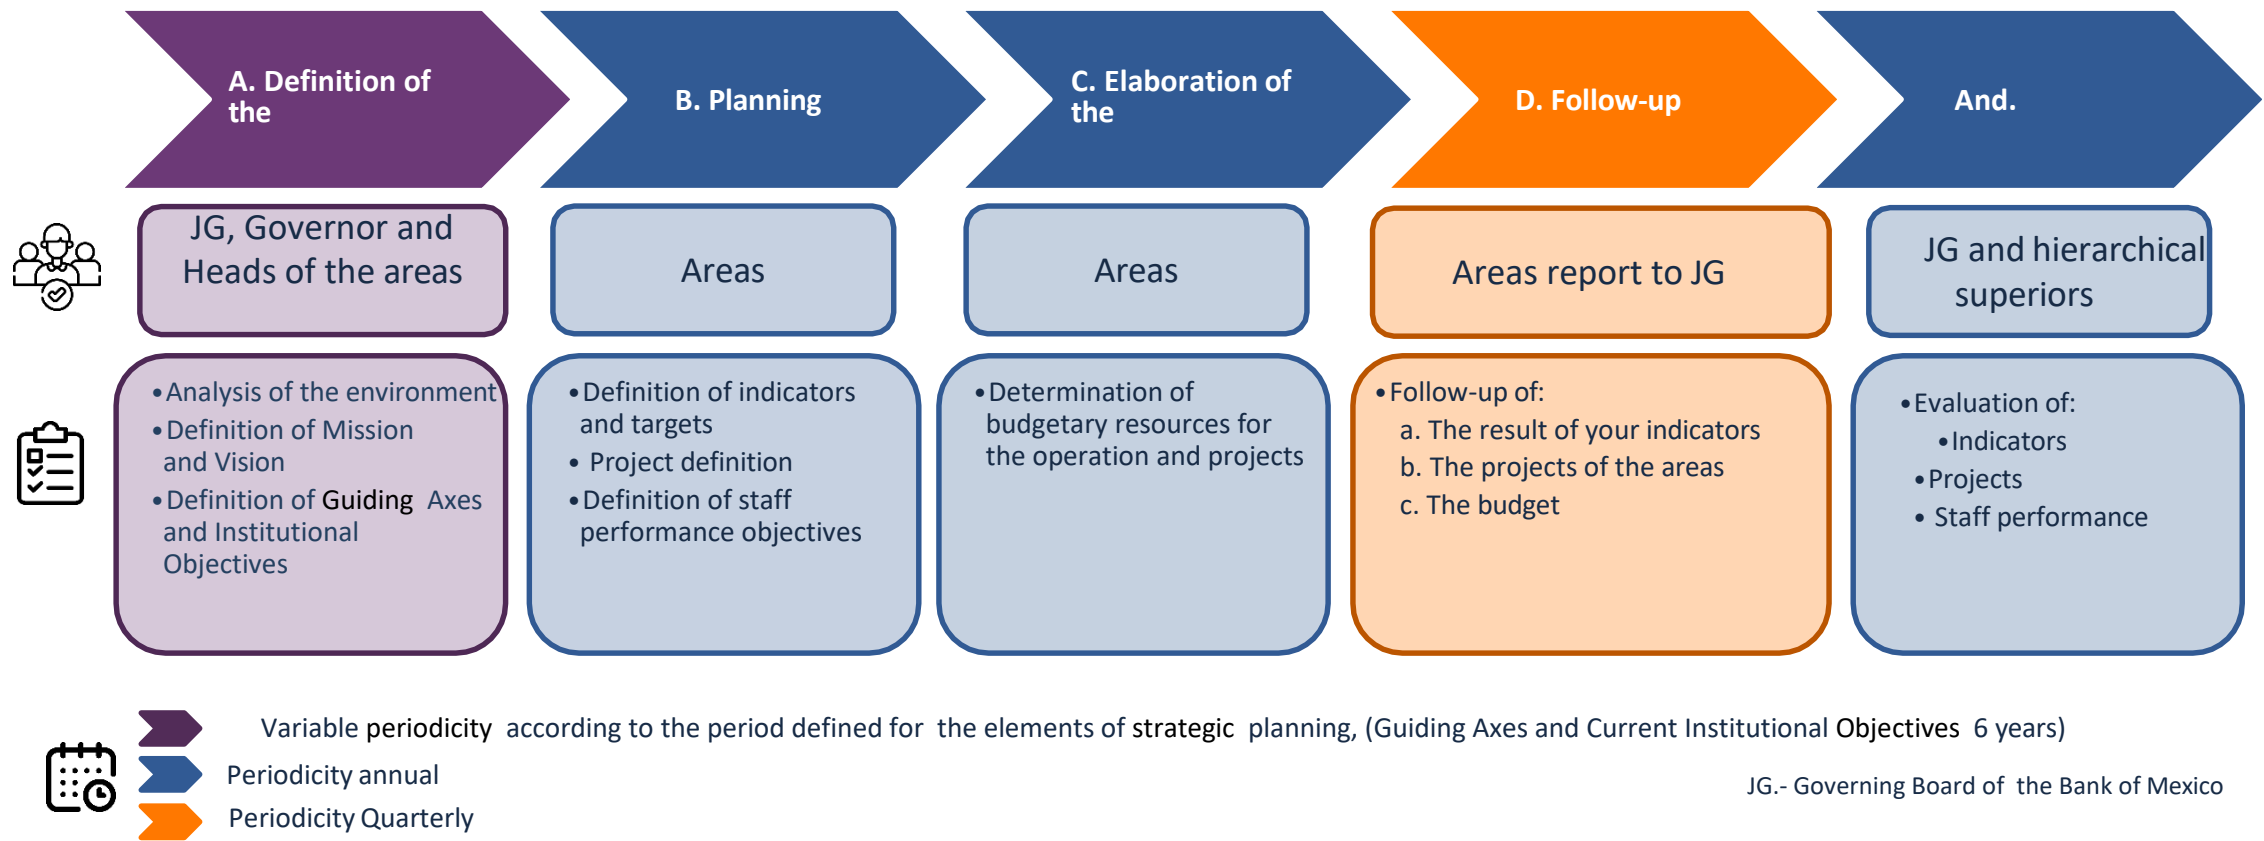 A. Definition of
the
B. Planning
C. Elaboration of
the
D. Follow-up
And.
JG, Governor and
Heads of the areas
Areas
Areas
Areas report to JG
JG and hierarchical
superiors
•Analysis of the environment
•Definition of Mission
and Vision
•Definition of Guiding Axes
and Institutional
Objectives
•Definition of indicators
and targets
• Project definition
•Definition of staff
performance objectives
•Determination of
budgetary resources for
the operation and projects
•Follow-up of:
a. The result of your indicators
b. The projects of the areas
c. The budget
•Evaluation of:
•Indicators
•Projects
• Staff performance
Variable periodicity according to the period defined for the elements of strategic planning, (Guiding Axes and Current Institutional Objectives 6 years)
Periodicity annual
Periodicity Quarterly
JG.- Governing Board of the Bank of Mexico